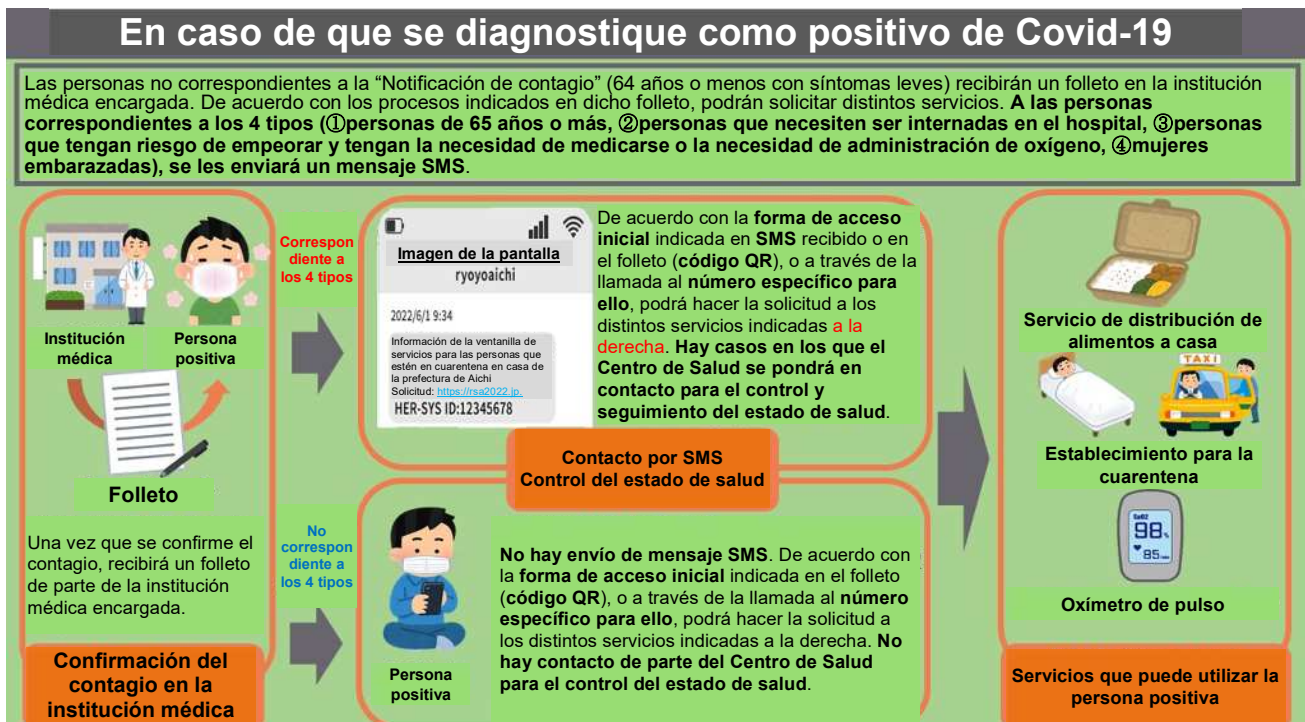 En caso de que se diagnostique como positivo de Covid-19
Las personas no correspondientes a la “Notificación de contagio” (64 años o menos con síntomas leves) recibirán un folleto en la institución
médica encargada. De acuerdo con los procesos indicados en dicho folleto, podrán solicitar distintos servicios. A las personas
correspondientes a los 4 tipos (①personas de 65 años o más, ②personas que necesiten ser internadas en el hospital, ③personas
que tengan riesgo de empeorar y tengan la necesidad de medicarse o la necesidad de administración de oxígeno, ④mujeres
embarazadas), se les enviará un mensaje SMS.
Institución
médica
Persona
positiva
Folleto
Una vez que se confirme el
contagio, recibirá un folleto
de parte de la institución
médica encargada.
Confirmación del
contagio en la
institución médica
Correspon
diente a
los 4 tipos
Imagen de la pantalla
ryoyoaichi
2022/6/1 9:34
Información de la ventanilla de
servicios para las personas que
estén en cuarentena en casa de
la prefectura de Aichi
Solicitud: https://rsa2022.jp.
HER-SYS ID:12345678
De acuerdo con la forma de acceso
inicial indicada en SMS recibido o en
el folleto (código QR), o a través de la
llamada al número específico para
ello, podrá hacer la solicitud a los
distintos servicios indicadas a la
derecha. Hay casos en los que el
Centro de Salud se pondrá en
contacto para el control y
seguimiento del estado de salud.
Contacto por SMS
Control del estado de salud
No
correspon
diente a
los 4 tipos
Persona
positiva
No hay envío de mensaje SMS. De acuerdo con
la forma de acceso inicial indicada en el folleto
(código QR), o a través de la llamada al número
específico para ello, podrá hacer la solicitud a
los distintos servicios indicadas a la derecha. No
hay contacto de parte del Centro de Salud
para el control del estado de salud.
Servicio de distribución de
alimentos a casa
TAXI
Establecimiento para la
cuarentena
SaO2
98%
85
Oxímetro de pulso
Servicios que puede utilizar la
persona positiva